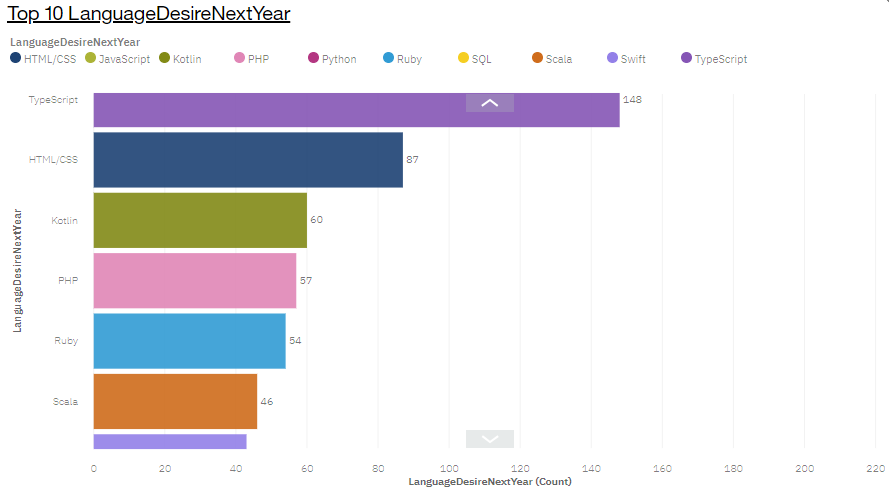 Top 10 LanguageDesireNextYear
LanguageDesireNextYear
HTML/CSS JavaScript Kotlin PHP Python Ruby SQL Scala Swift TypeScript
TypeScript 148
HTML/CSS 87
Kotlin 60
PHP 57
Ruby 54
Scala 46
LanguageDesireNextYear
0 20 40 60 80 100 120 140 160 180 200 220
LanguageDesireNextYear (Count)